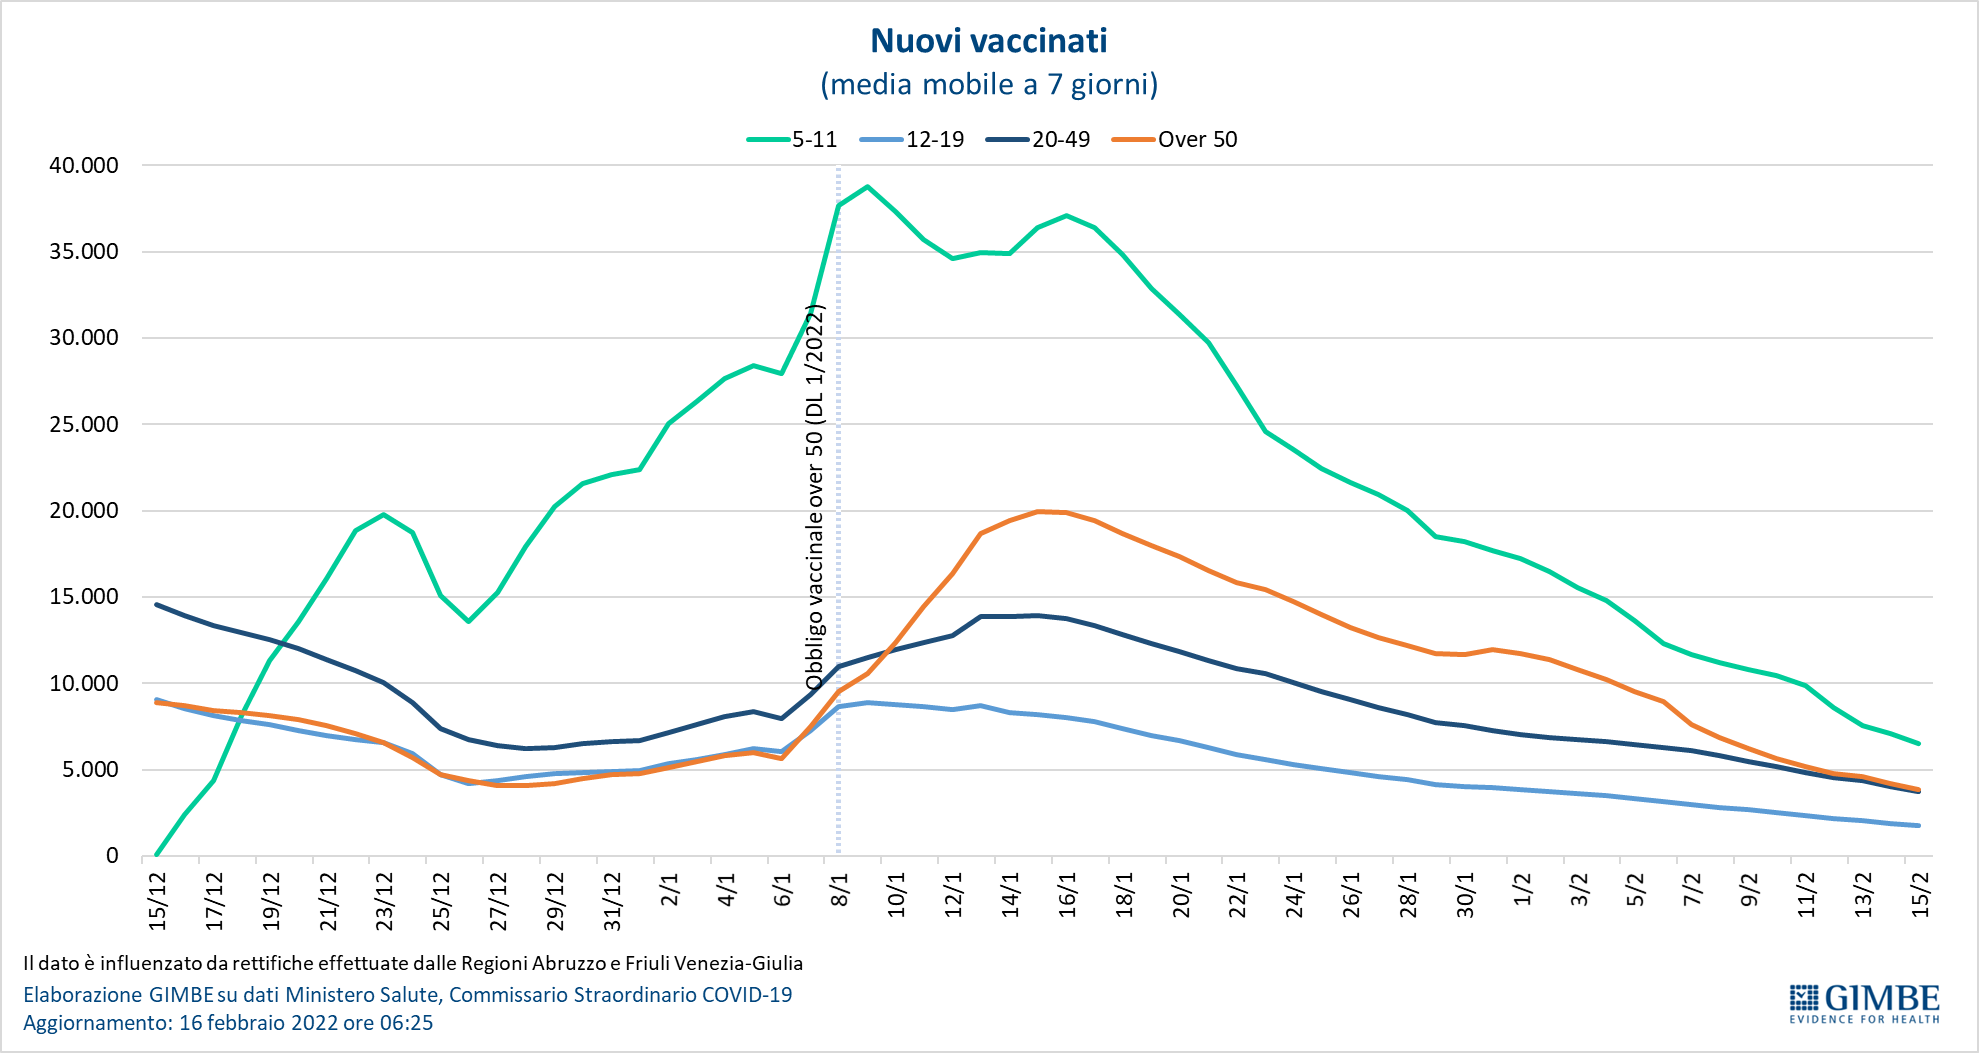 Nuovi vaccinati
(media mobile a 7 giorni)
5-11 12-19 20-49 Over 50
40.000
35.000
30.000
25.000
20.000
15.000
10.000
5.000
0
Obbligo vaccinale over 50 (DL 1/2022)
15/12 17/12 19/12 21/12 23/12 25/12 27/12 29/12 31/12 2/1 4/1 6/1 8/1 10/1 12/1 14/1 16/1 18/1 20/1 22/1 24/1 26/1 28/1 30/1 1/2 3/2 5/2 7/2 9/2 11/2 13/2 15/2
Il dato è influenzato da rettifiche effettuate dalle Regioni Abruzzo e Friuli Venezia-Giulia
Elaborazione GIMBE su dati Ministero Salute, Commissario Straordinario COVID-19
Aggiornamento: 16 febbraio 2022 ore 06:25
GIMBE
EVIDENCE FOR HEALTH